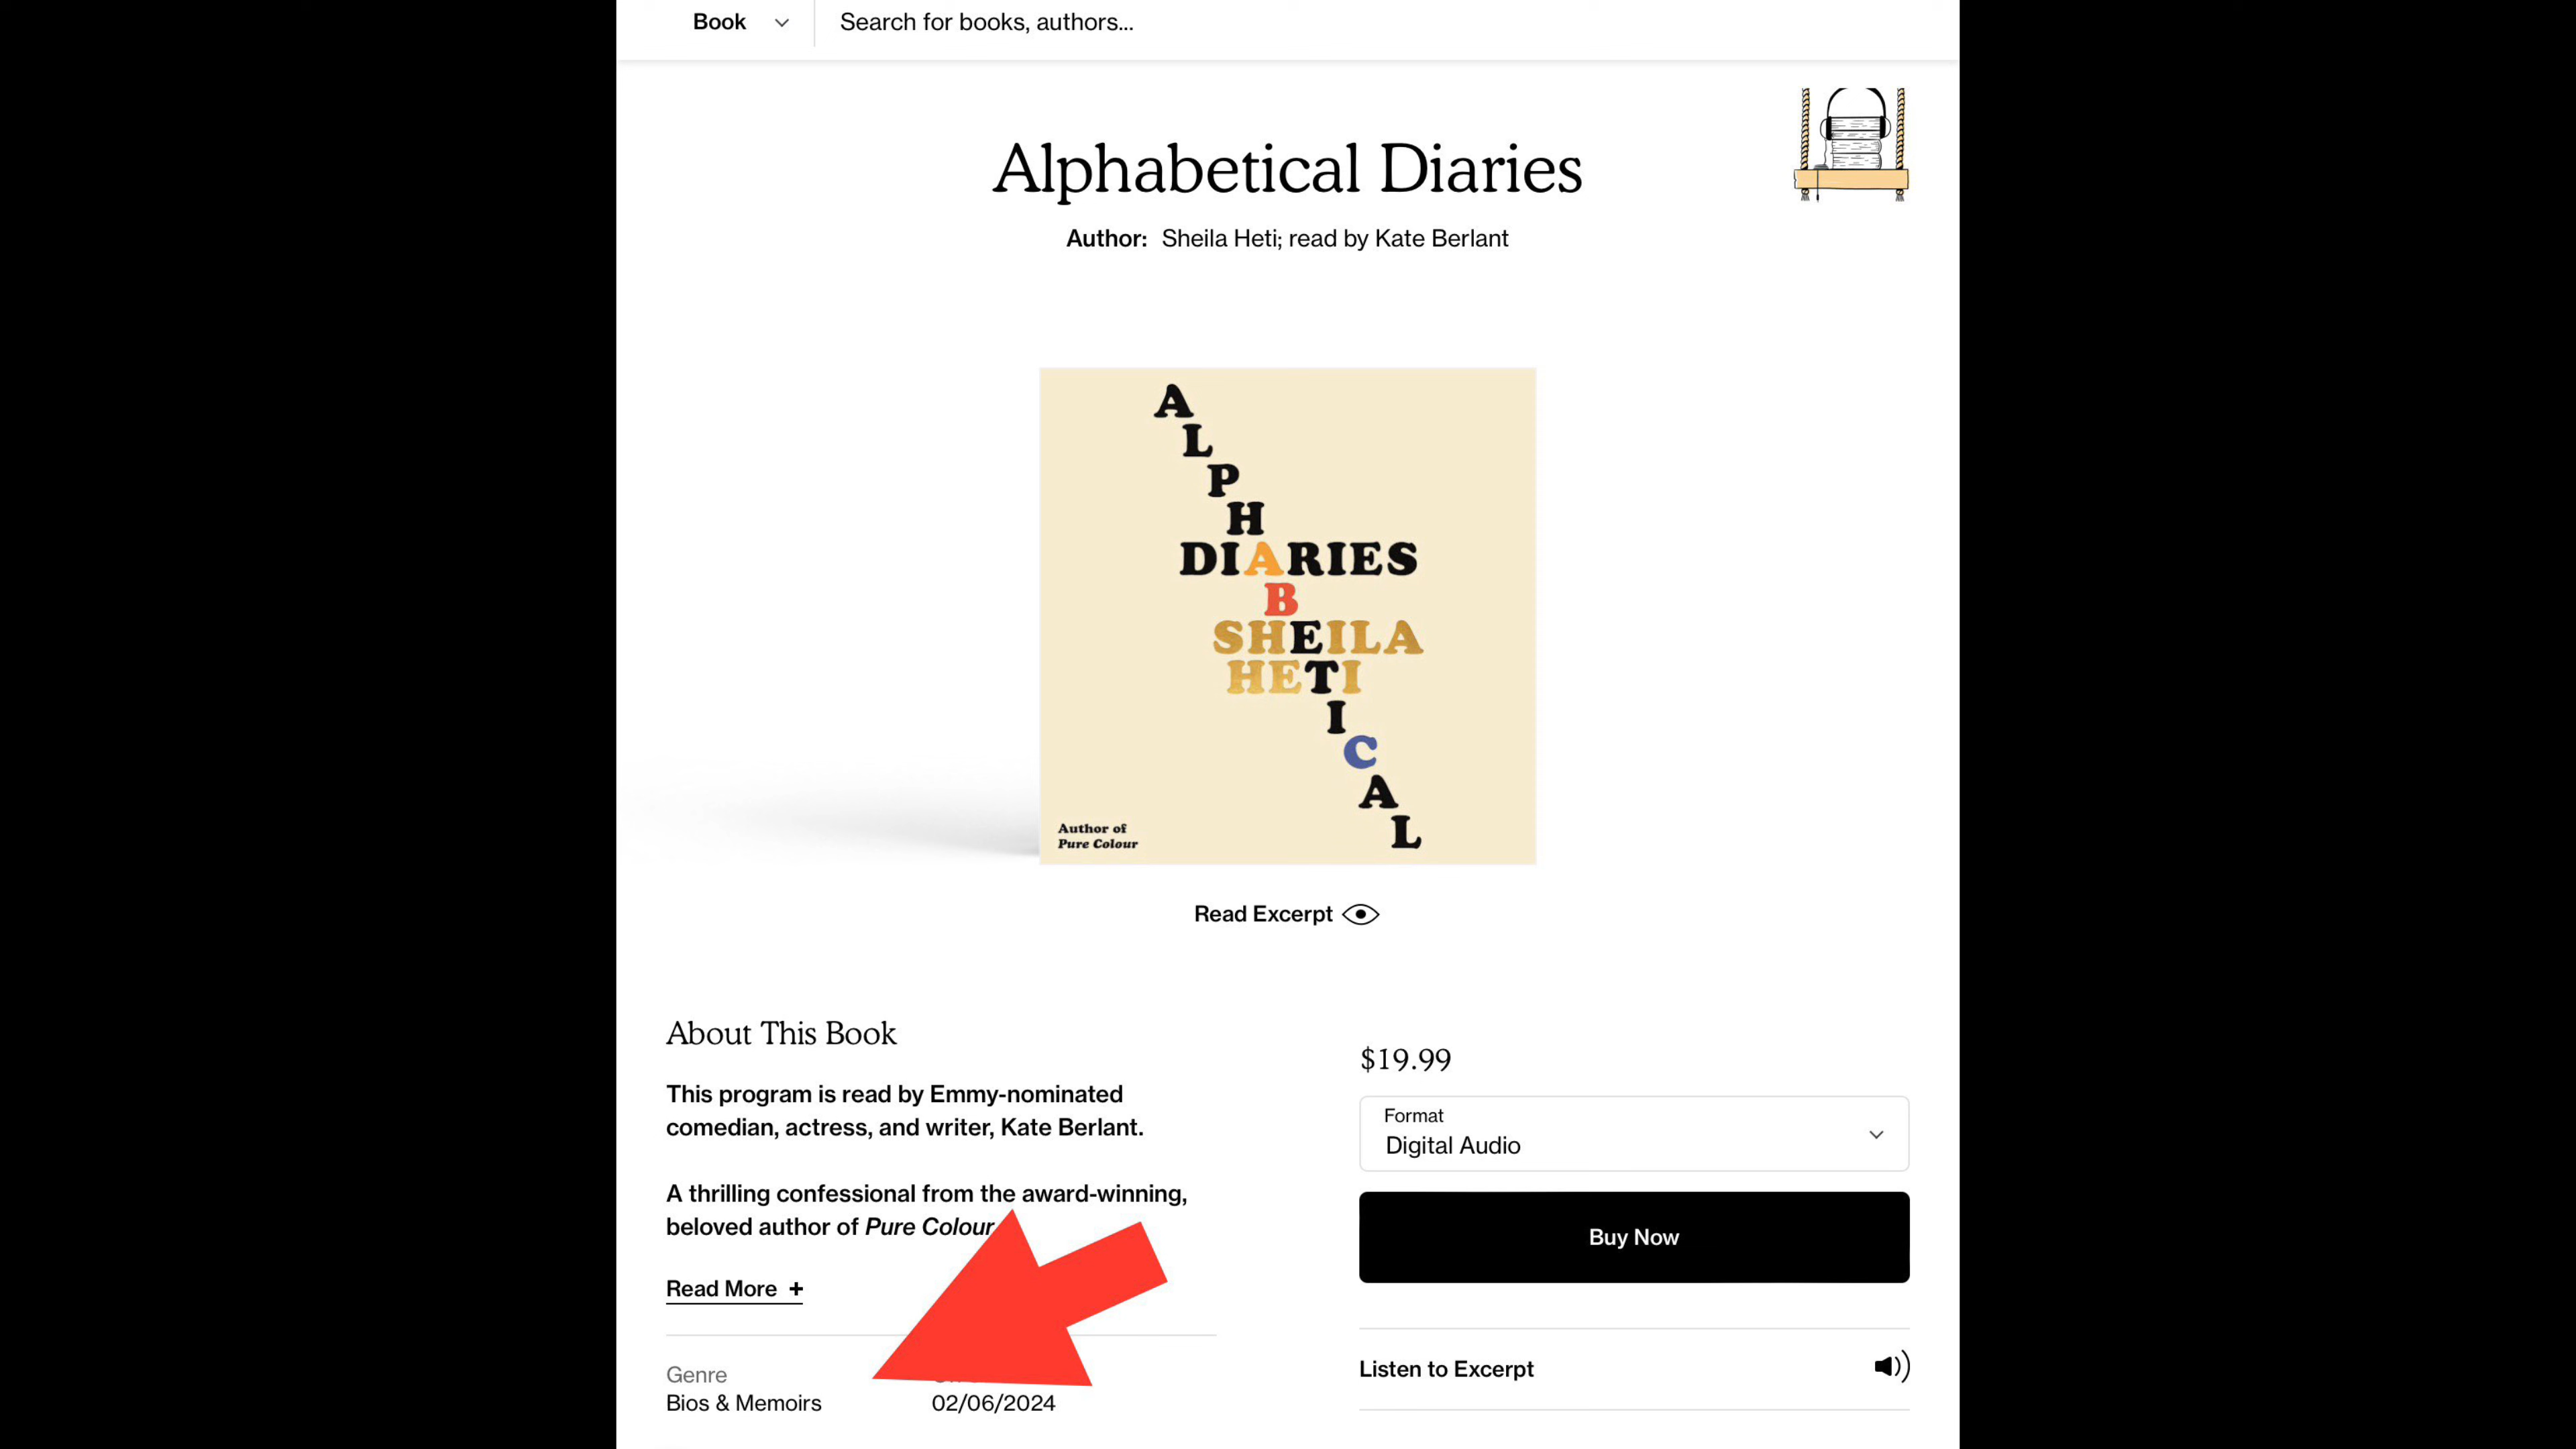 Book
Search for books, authors...
Alphabetical Diaries
Author: Sheila Heti; read by Kate Berlant
A
L
P
H
DIARIES
B
SHEILA
HETI
I
C
A
L
Author of
Pure Colour
Read Excerpt
About This Book
This program is read by Emmy-nominated
comedian, actress, and writer, Kate Berlant.
A thrilling confessional from the award-winning,
beloved author of Pure Colour
Read More +
Genre
Bios & Memoirs
02/06/2024
$19.99
Format
Digital Audio
Buy Now
Listen to Excerpt